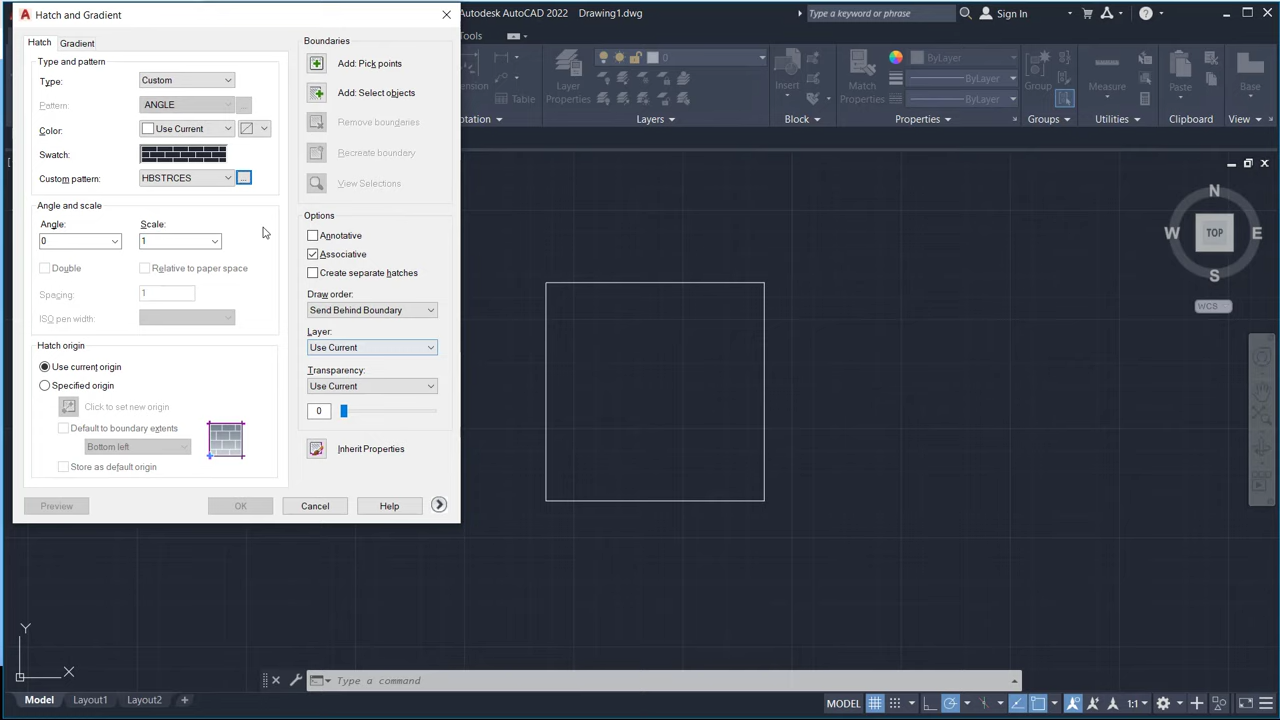 Hatch and Gradient
Autodesk AutoCAD 2022 Drawing1.dwg
Type a keyword or phrase
Sign In
Tools
Hatch Gradient
Type and pattern
Type: Custom
Pattern: ANGLE ...
Color: Use Current
Swatch:
Custom pattern: HBSTRCES ...
Angle and scale
Angle: Scale:
0 1
Double Relative to paper space
Spacing: 1
ISO pen width:
Hatch origin
Use current origin
Specified origin
Click to set new origin
Default to boundary extents
Bottom left
Store as default origin
Boundaries
Add: Pick points
Add: Select objects
Remove boundaries
Recreate boundary
View Selections
Options
Annotative
Associative
Create separate hatches
Draw order:
Send Behind Boundary
Layer:
Use Current
Transparency:
Use Current
0
Inherit Properties
Preview OK Cancel Help
Table
Layer
Properties
0
Insert
Match
Properties
ByLayer
ByLayer
ByLayer
Group
Utilities
Clipboard
Base
Layers Block Properties Groups Utilities Clipboard View
N
W TOP E
S
WCS
Y
X
Type a command
Model Layout1 Layout2 +
MODEL 1:1